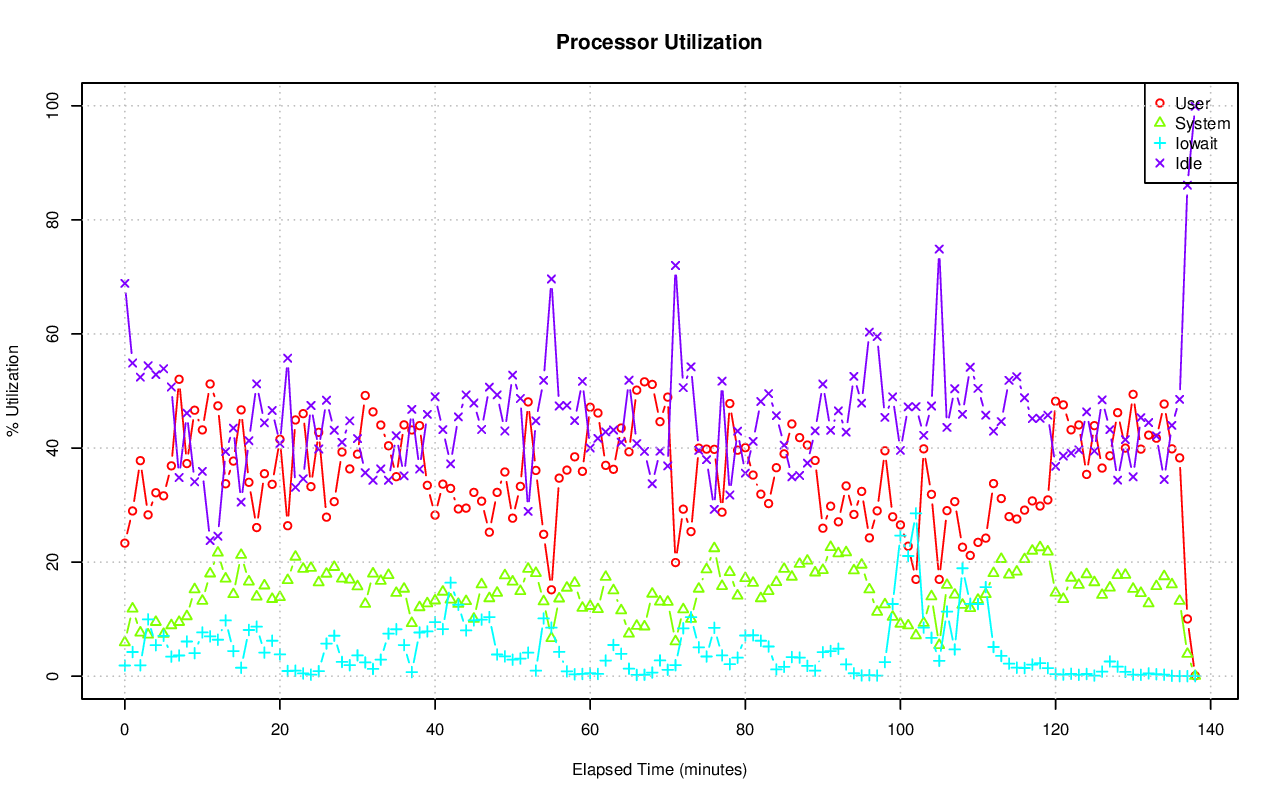 Processor Utilization
User
System
Iowait
Idle
% Utilization
100
80
60
40
20
0
0 20 40 60 80 100 120 140
Elapsed Time (minutes)